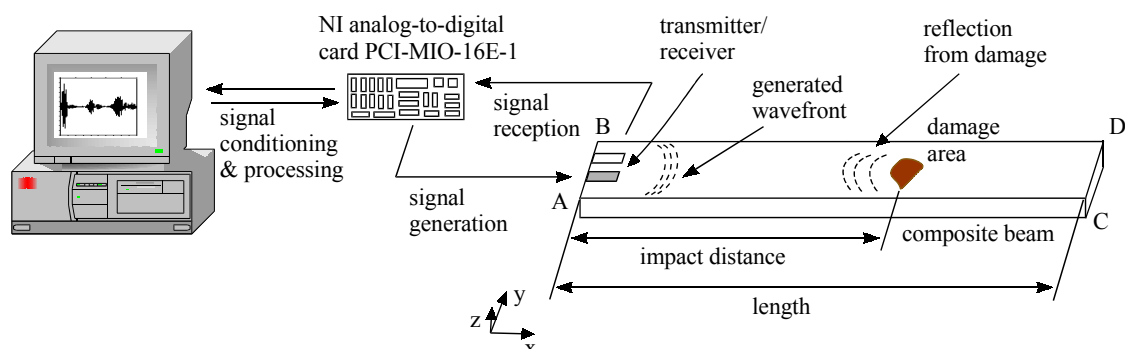 NI analog-to-digital
card PCI-MIO-16E-1
transmitter/
receiver
reflection
from damage
generated
wavefront
signal
conditioning
& processing
signal
reception
B
D
damage
area
A
signal
generation
C
composite beam
impact distance
length
y
z
x